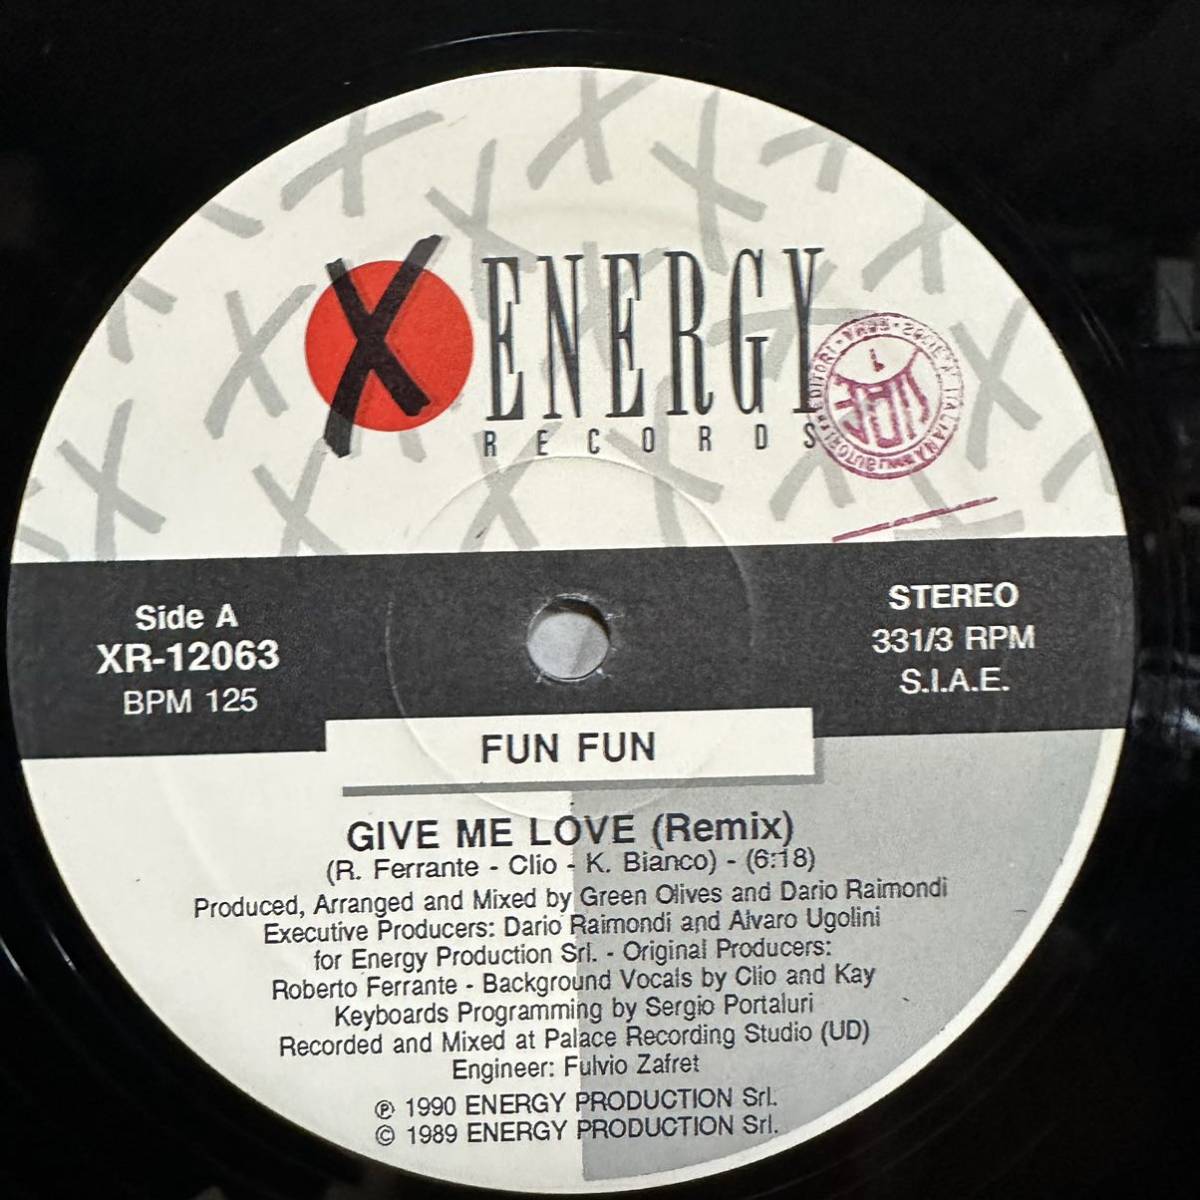 X ENERGY
RECORDS
SIAE
SOCIETÀ ITALIANA
EDITORI
Side A
XR-12063
BPM 125
STEREO
331/3 RPM
S.I.A.E.
FUN FUN
GIVE ME LOVE (Remix)
(R. Ferrante - Clio - K. Bianco) - (6:18)
Produced, Arranged and Mixed by Green Olives and Dario Raimondi
Executive Producers: Dario Raimondi and Alvaro Ugolini
for Energy Production Srl. - Original Producers:
Roberto Ferrante - Background Vocals by Clio and Kay
Keyboards Programming by Sergio Portaluri
Recorded and Mixed at Palace Recording Studio (UD)
Engineer: Fulvio Zafret
℗ 1990 ENERGY PRODUCTION Srl.
© 1989 ENERGY PRODUCTION Srl.